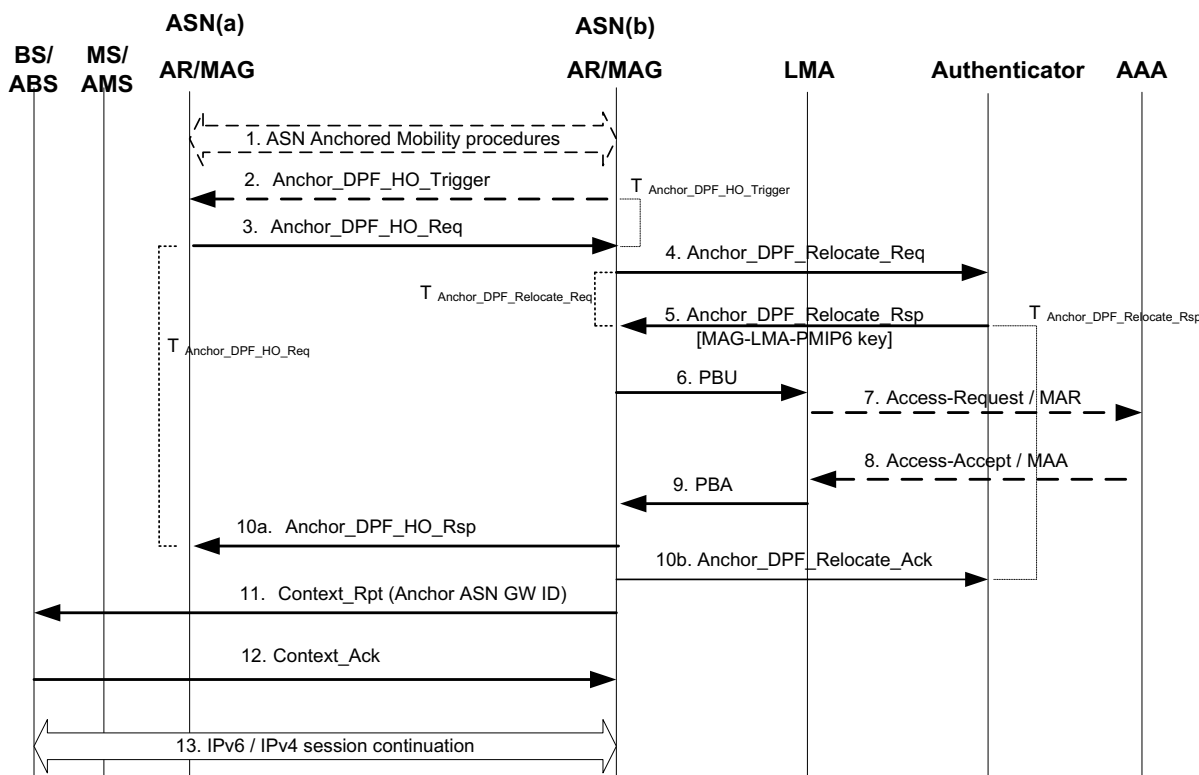 ASN(a)
ASN(b)
BS/
ABS
MS/
AMS
AR/MAG
AR/MAG
LMA
Authenticator
AAA
1. ASN Anchored Mobility procedures
2. Anchor_DPF_HO_Trigger
T Anchor_DPF_HO_Trigger
3. Anchor_DPF_HO_Req
4. Anchor_DPF_Relocate_Req
T Anchor_DPF_Relocate_Req
5. Anchor_DPF_Relocate_Rsp
[MAG-LMA-PMIP6 key]
T Anchor_DPF_Relocate_Rsp
T Anchor_DPF_HO_Req
6. PBU
7. Access-Request / MAR
8. Access-Accept / MAA
9. PBA
10a. Anchor_DPF_HO_Rsp
10b. Anchor_DPF_Relocate_Ack
11. Context_Rpt (Anchor ASN GW ID)
12. Context_Ack
13. IPv6 / IPv4 session continuation